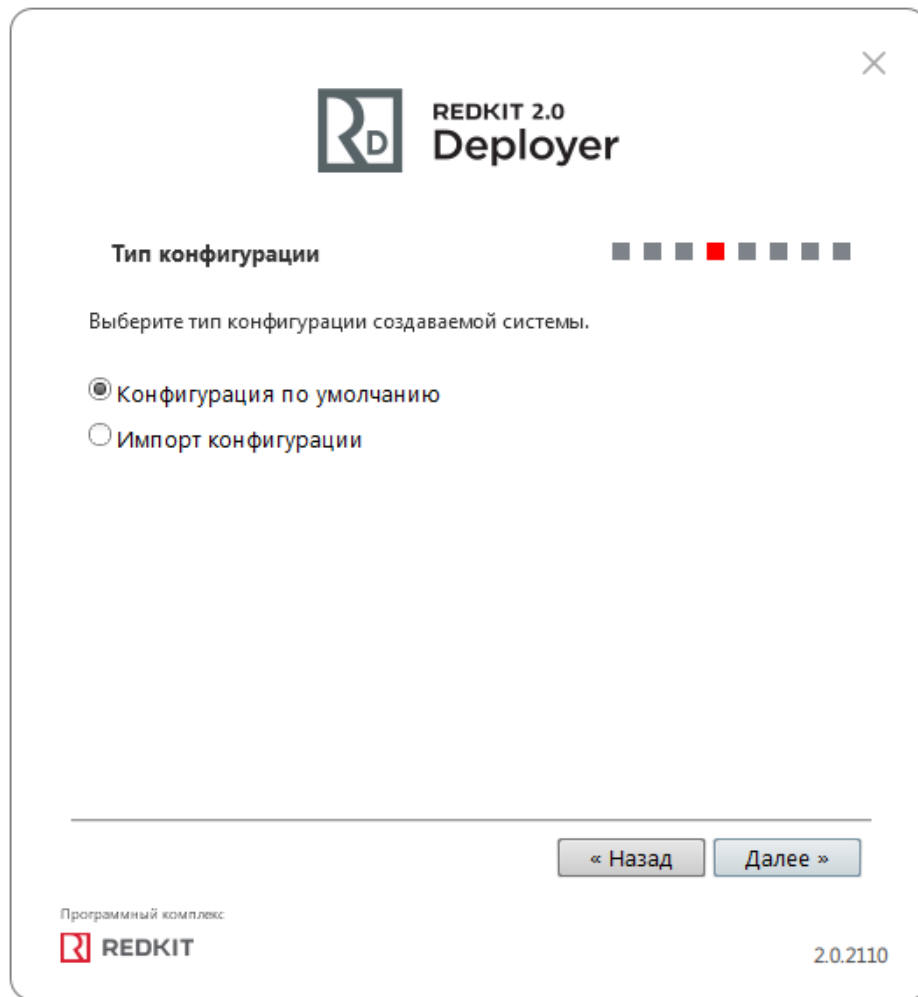 RD
REDKIT 2.0
Deployer
Тип конфигурации
Выберите тип конфигурации создаваемой системы.
Конфигурация по умолчанию
Импорт конфигурации
« Назад
Далее »
Программный комплекс
REDKIT
2.0.2110